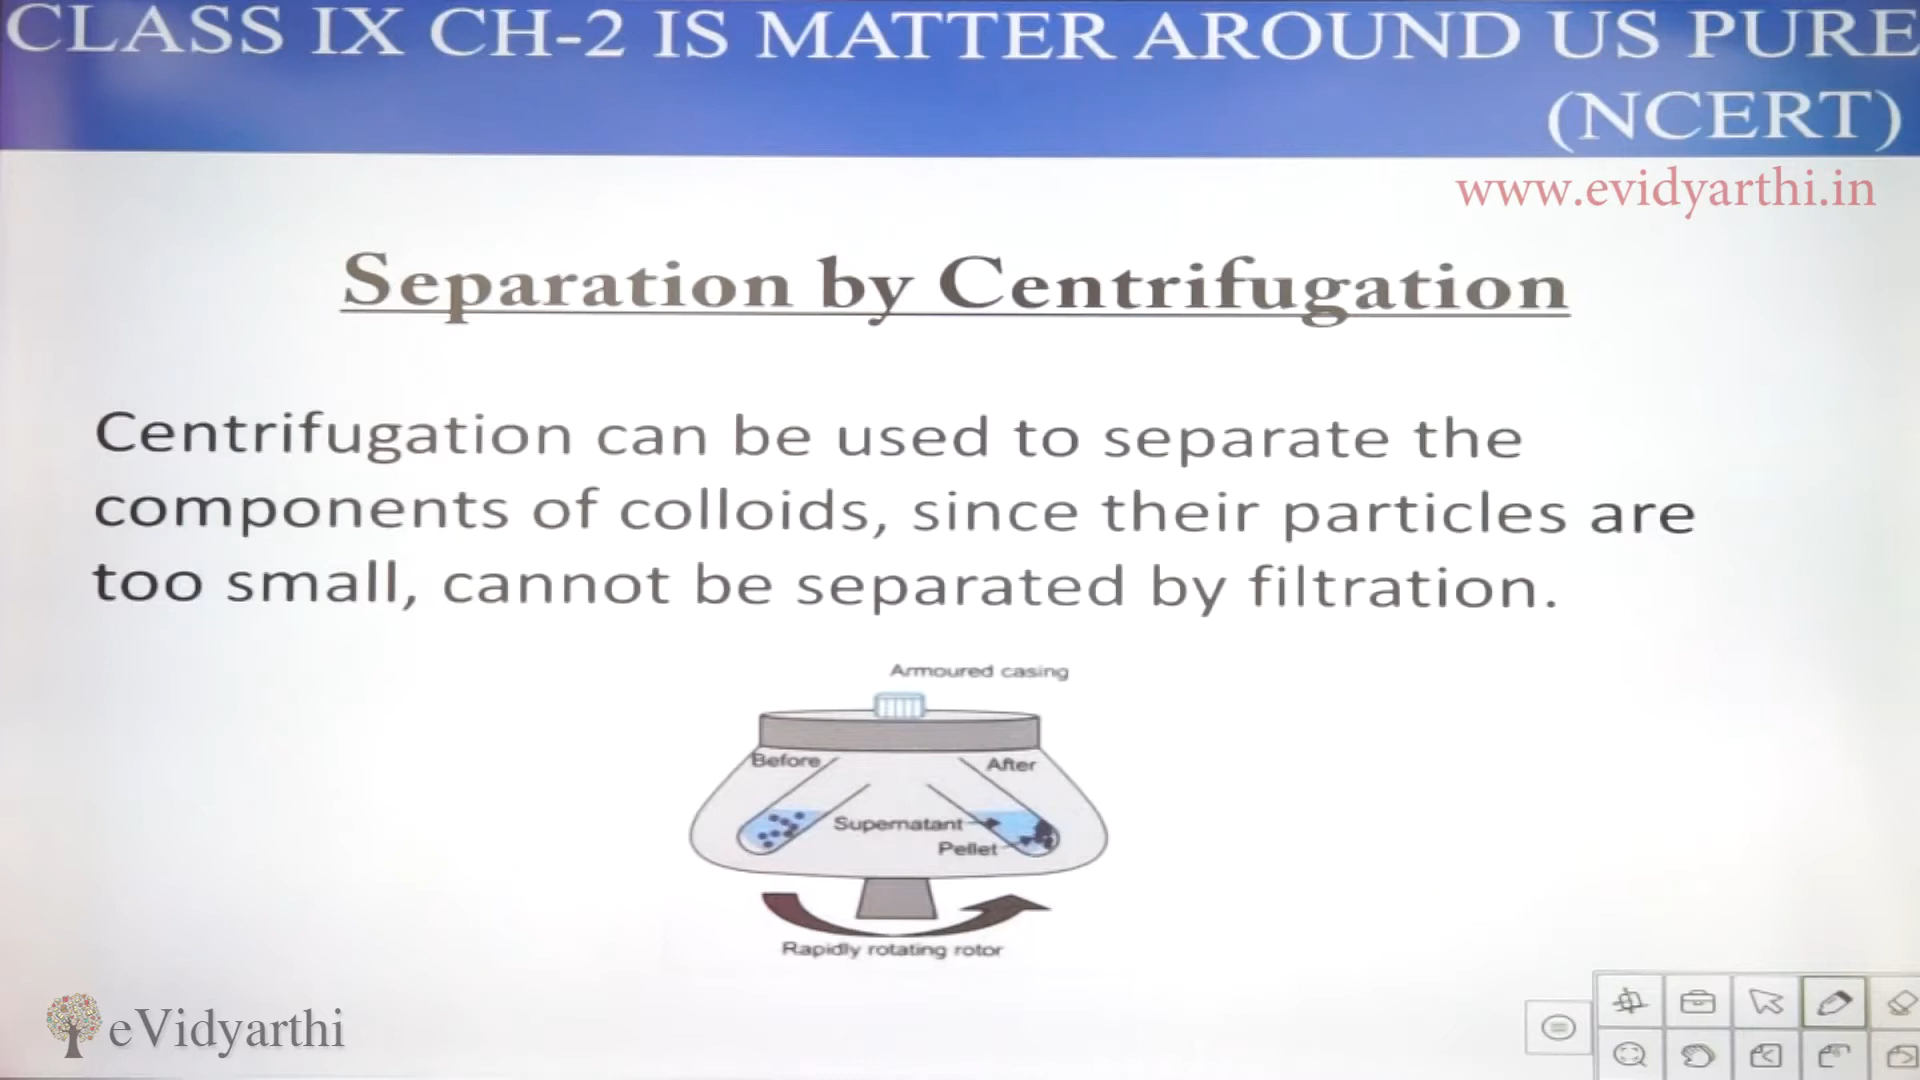 CLASS IX CH-2 IS MATTER AROUND US PURE
(NCERT)
www.evidyarthi.in
Separation by Centrifugation
Centrifugation can be used to separate the
components of colloids, since their particles are
too small, cannot be separated by filtration.
Armoured casing
Before
After
Supernatant
Pellet
Rapidly rotating rotor
eVidyarthi